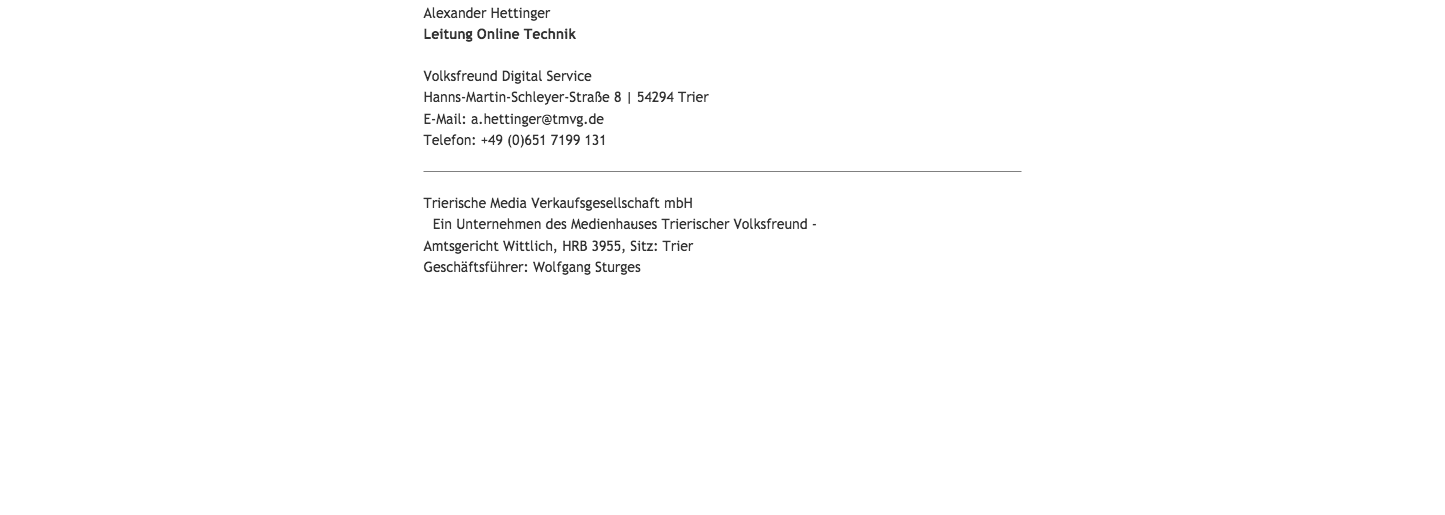 Alexander Hettinger
Leitung Online Technik
Volksfreund Digital Service
Hanns-Martin-Schleyer-Straße 8 | 54294 Trier
E-Mail: a.hettinger@tmvg.de
Telefon: +49 (0)651 7199 131
Trierische Media Verkaufsgesellschaft mbH
Ein Unternehmen des Medienhauses Trierischer Volksfreund -
Amtsgericht Wittlich, HRB 3955, Sitz: Trier
Geschäftsführer: Wolfgang Sturges